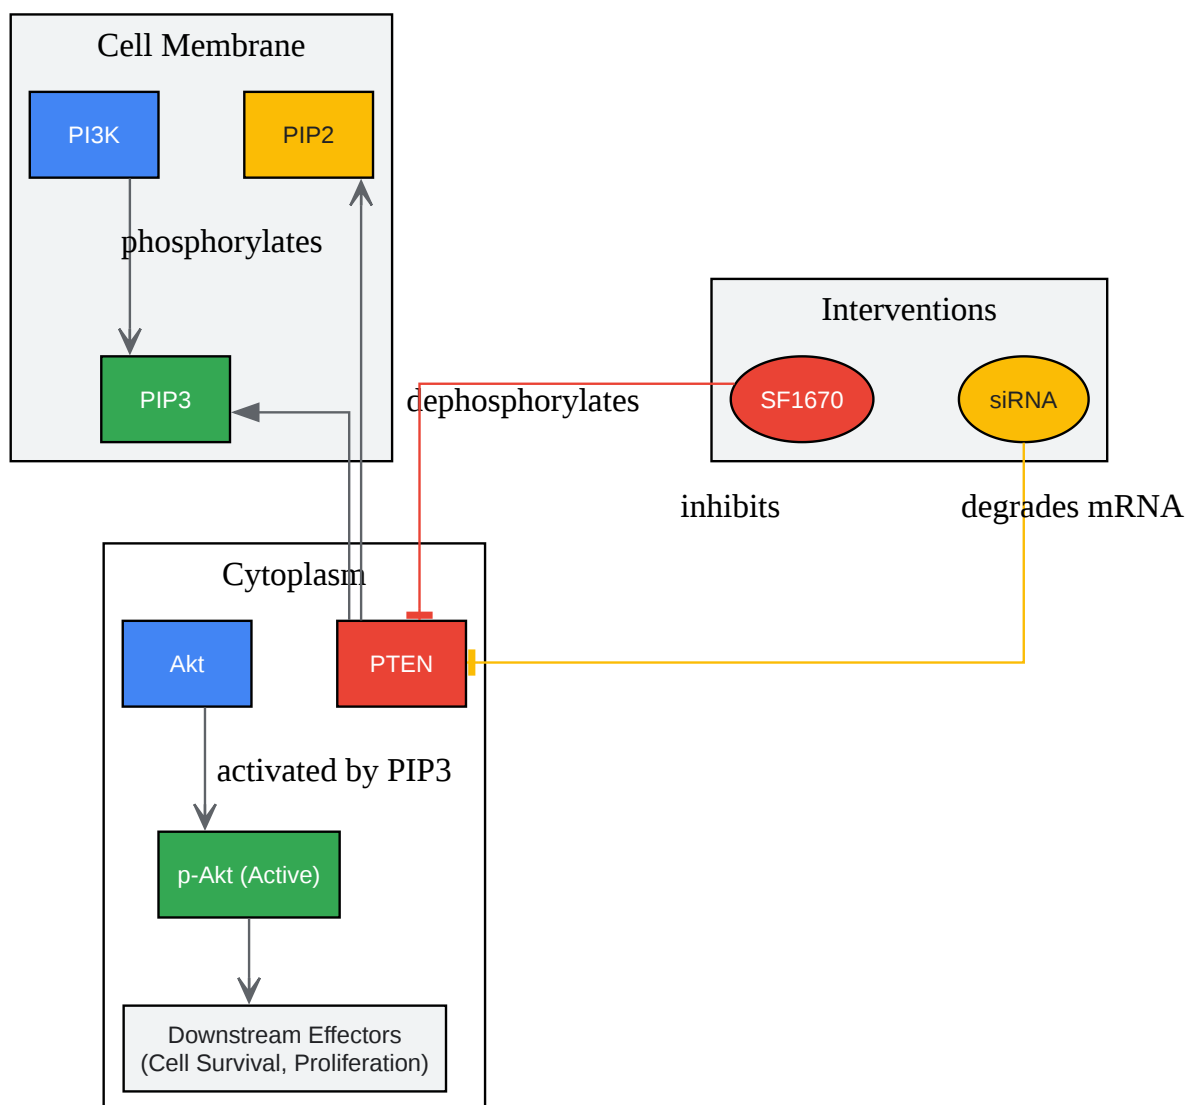 Cell Membrane
PI3K
PIP2
phosphorylates
Interventions
PIP3
dephosphorylates
SF1670
siRNA
inhibits
degrades mRNA
Cytoplasm
Akt
PTEN
activated by PIP3
p-Akt (Active)
Downstream Effectors
(Cell Survival, Proliferation)